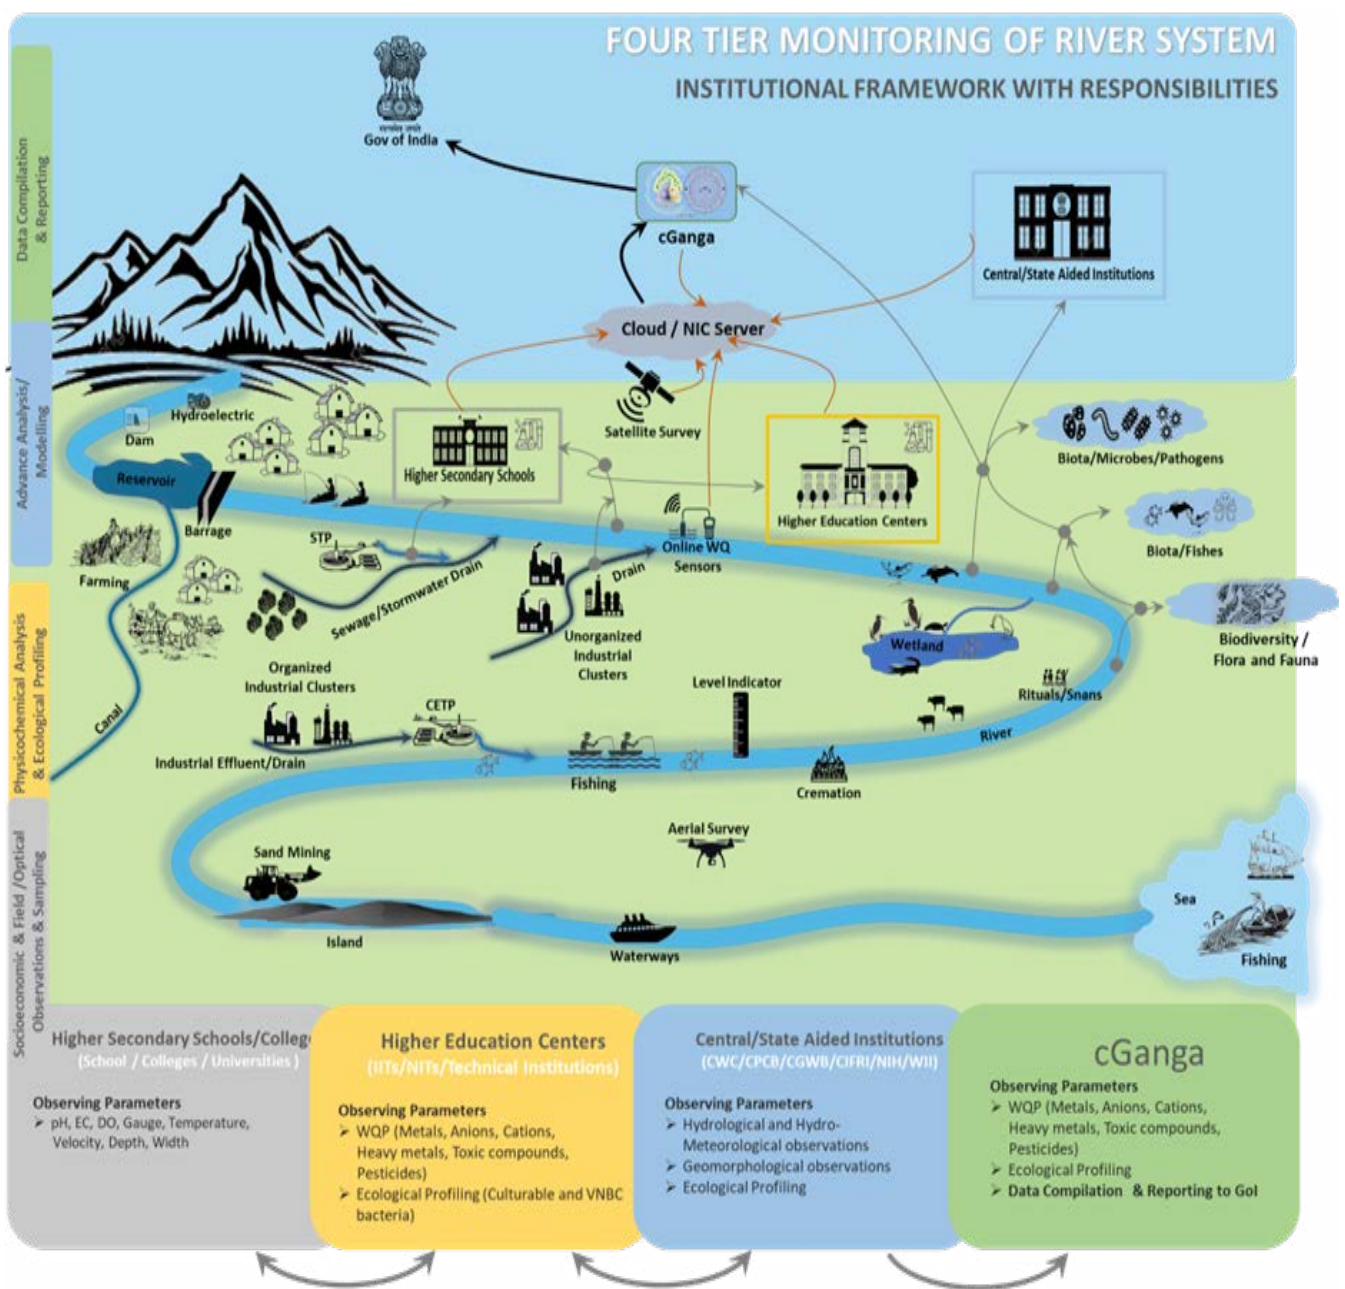 FOUR TIER MONITORING OF RIVER SYSTEM
INSTITUTIONAL FRAMEWORK WITH RESPONSIBILITIES
Data Compilation
& Reporting
Advance Analysis/
Modelling
Physicochemical Analysis
& Ecological Profiling
Socioeconomic & Field /Optical
Observations & Sampling
Gov of India
cGanga
Central/State Aided Institutions
Cloud / NIC Server
Satellite Survey
Hydroelectric
Dam
Reservoir
Barrage
Higher Secondary Schools
Higher Education Centers
Biota/Microbes/Pathogens
Biota/Fishes
Biodiversity /
Flora and Fauna
Farming
Canal
STP
Sewage/Stormwater Drain
Drain
Online WQ
Sensors
Unorganized
Industrial
Clusters
Organized
Industrial Clusters
Industrial Effluent/Drain
CETP
Level Indicator
Wetland
Rituals/Snans
River
Fishing
Cremation
Aerial Survey
Sand Mining
Island
Waterways
Sea
Fishing
Higher Secondary Schools/Colleg
(School / Colleges / Universities )
Observing Parameters
➢ pH, EC, DO, Gauge, Temperature,
Velocity, Depth, Width
Higher Education Centers
(IITs/NITs/Technical Institutions)
Observing Parameters
➢ WQP (Metals, Anions, Cations,
Heavy metals, Toxic compounds,
Pesticides)
➢ Ecological Profiling (Culturable and VNBC
bacteria)
Central/State Aided Institutions
(CWC/CPCB/CGWB/CIFRI/NIH/WII)
Observing Parameters
➢ Hydrological and Hydro-
Meteorological observations
➢ Geomorphological observations
➢ Ecological Profiling
cGanga
Observing Parameters
➢ WQP (Metals, Anions, Cations,
Heavy metals, Toxic compounds,
Pesticides)
➢ Ecological Profiling
➢ Data Compilation & Reporting to GoI